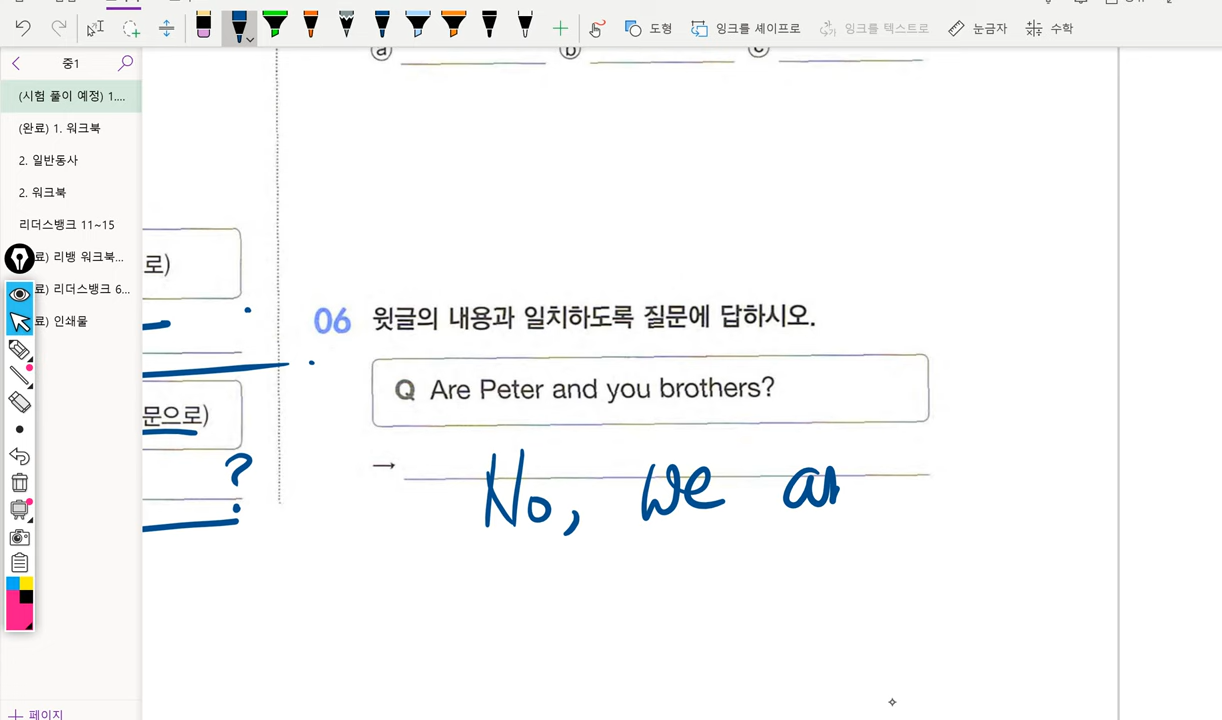 도형
잉크를 셰이프로
잉크를 텍스트로
눈금자
수학
중1
(시험 풀이 예정) 1....
(완료) 1. 워크북
2. 일반동사
2. 워크북
리더스뱅크 11~15
료) 리뱅 워크북...
료) 리더스뱅크 6...
료) 인쇄물
페이지
ⓐ ⓑ ⓒ
로)
문으로)
?
06 윗글의 내용과 일치하도록 질문에 답하시오.
Q Are Peter and you brothers?
→ No, we ar